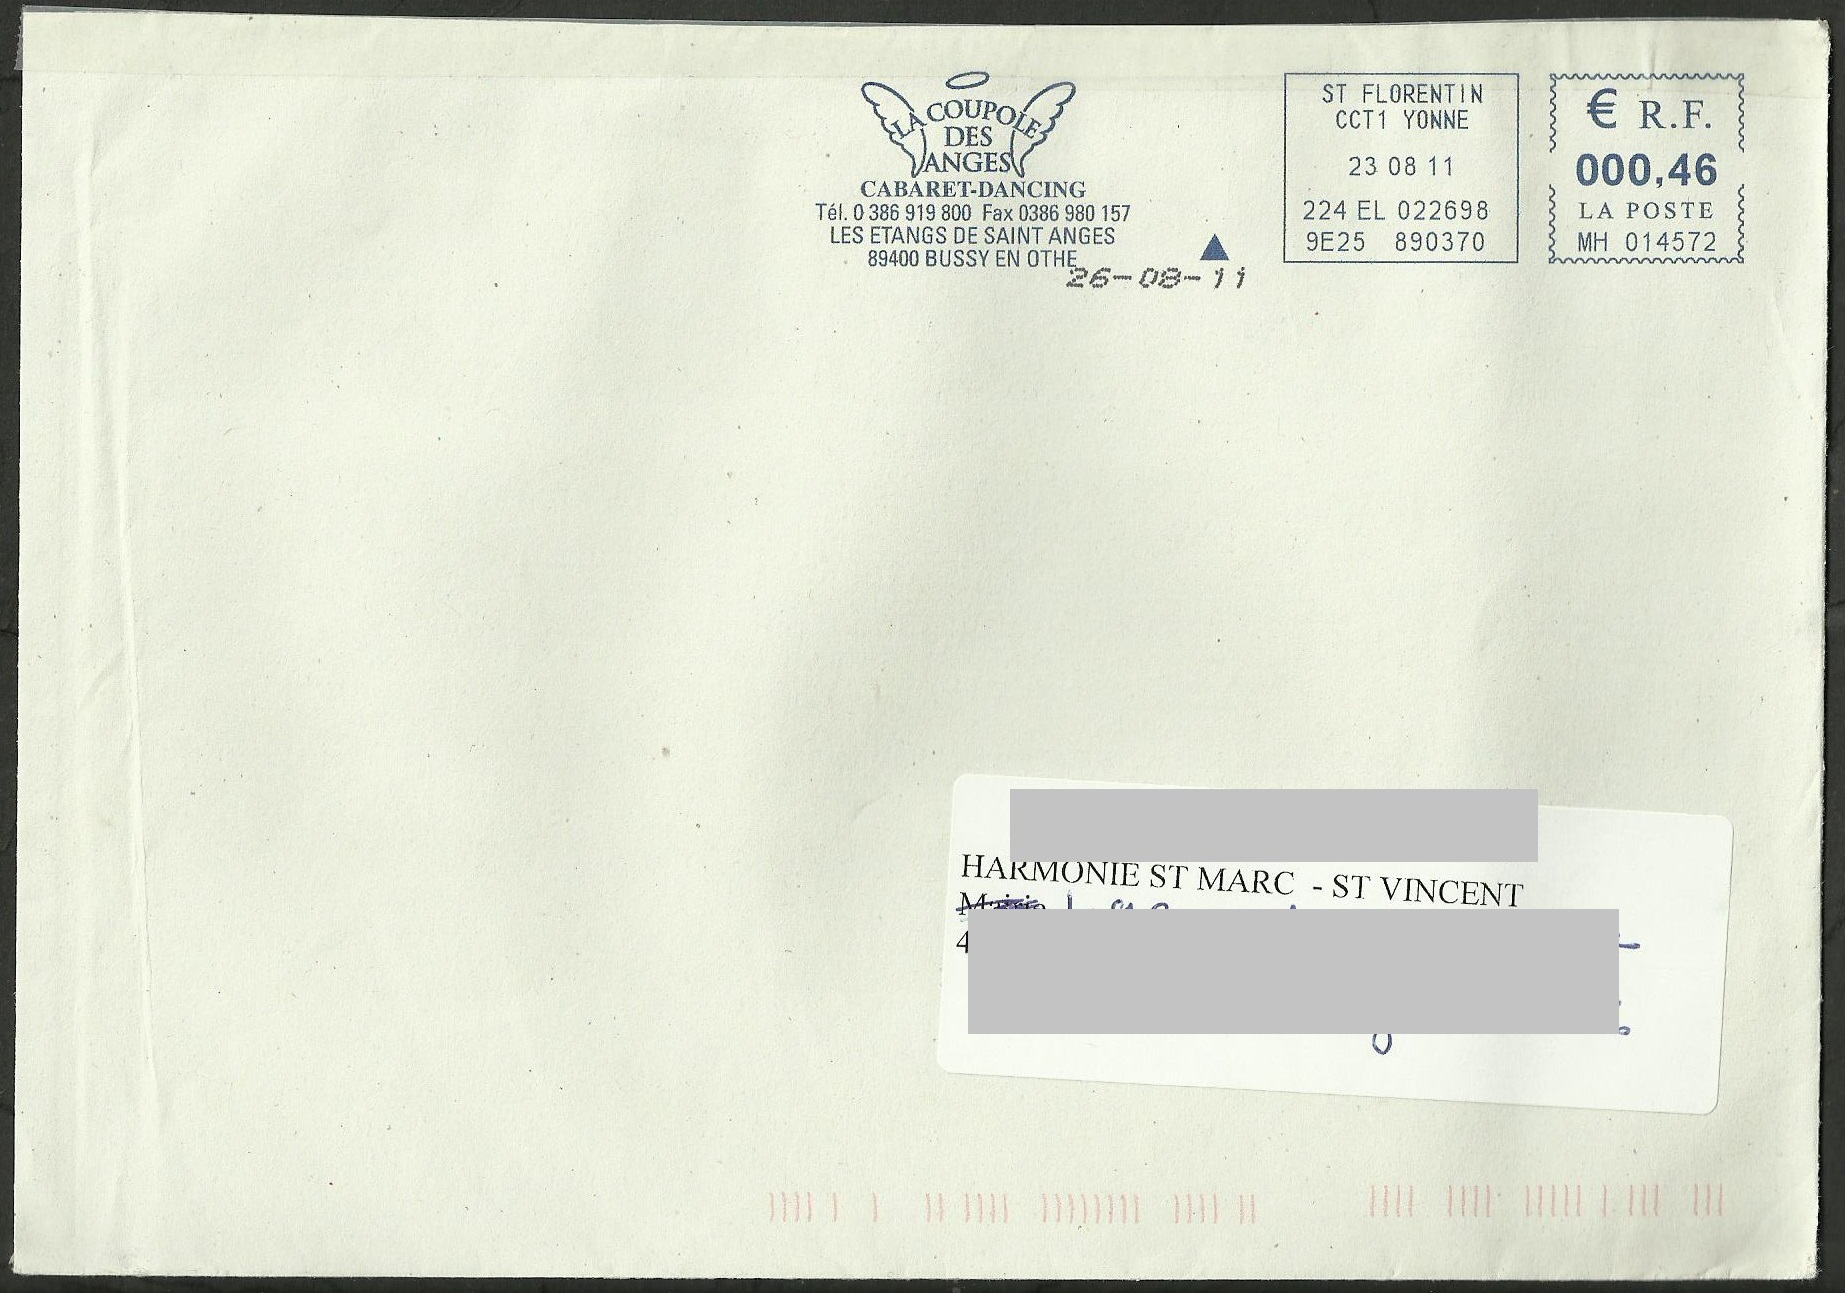 LA COUPOLE
DES
ANGES
CABARET-DANCING
Tél. 0 386 919 800 Fax 0386 980 157
LES ETANGS DE SAINT ANGES
89400 BUSSY EN OTHE
26-08-11
ST FLORENTIN
CCT1 YONNE
23 08 11
224 EL 022698
9E25 890370
€ R.F.
000,46
LA POSTE
MH 014572
HARMONIE ST MARC - ST VINCENT
Mairie
4